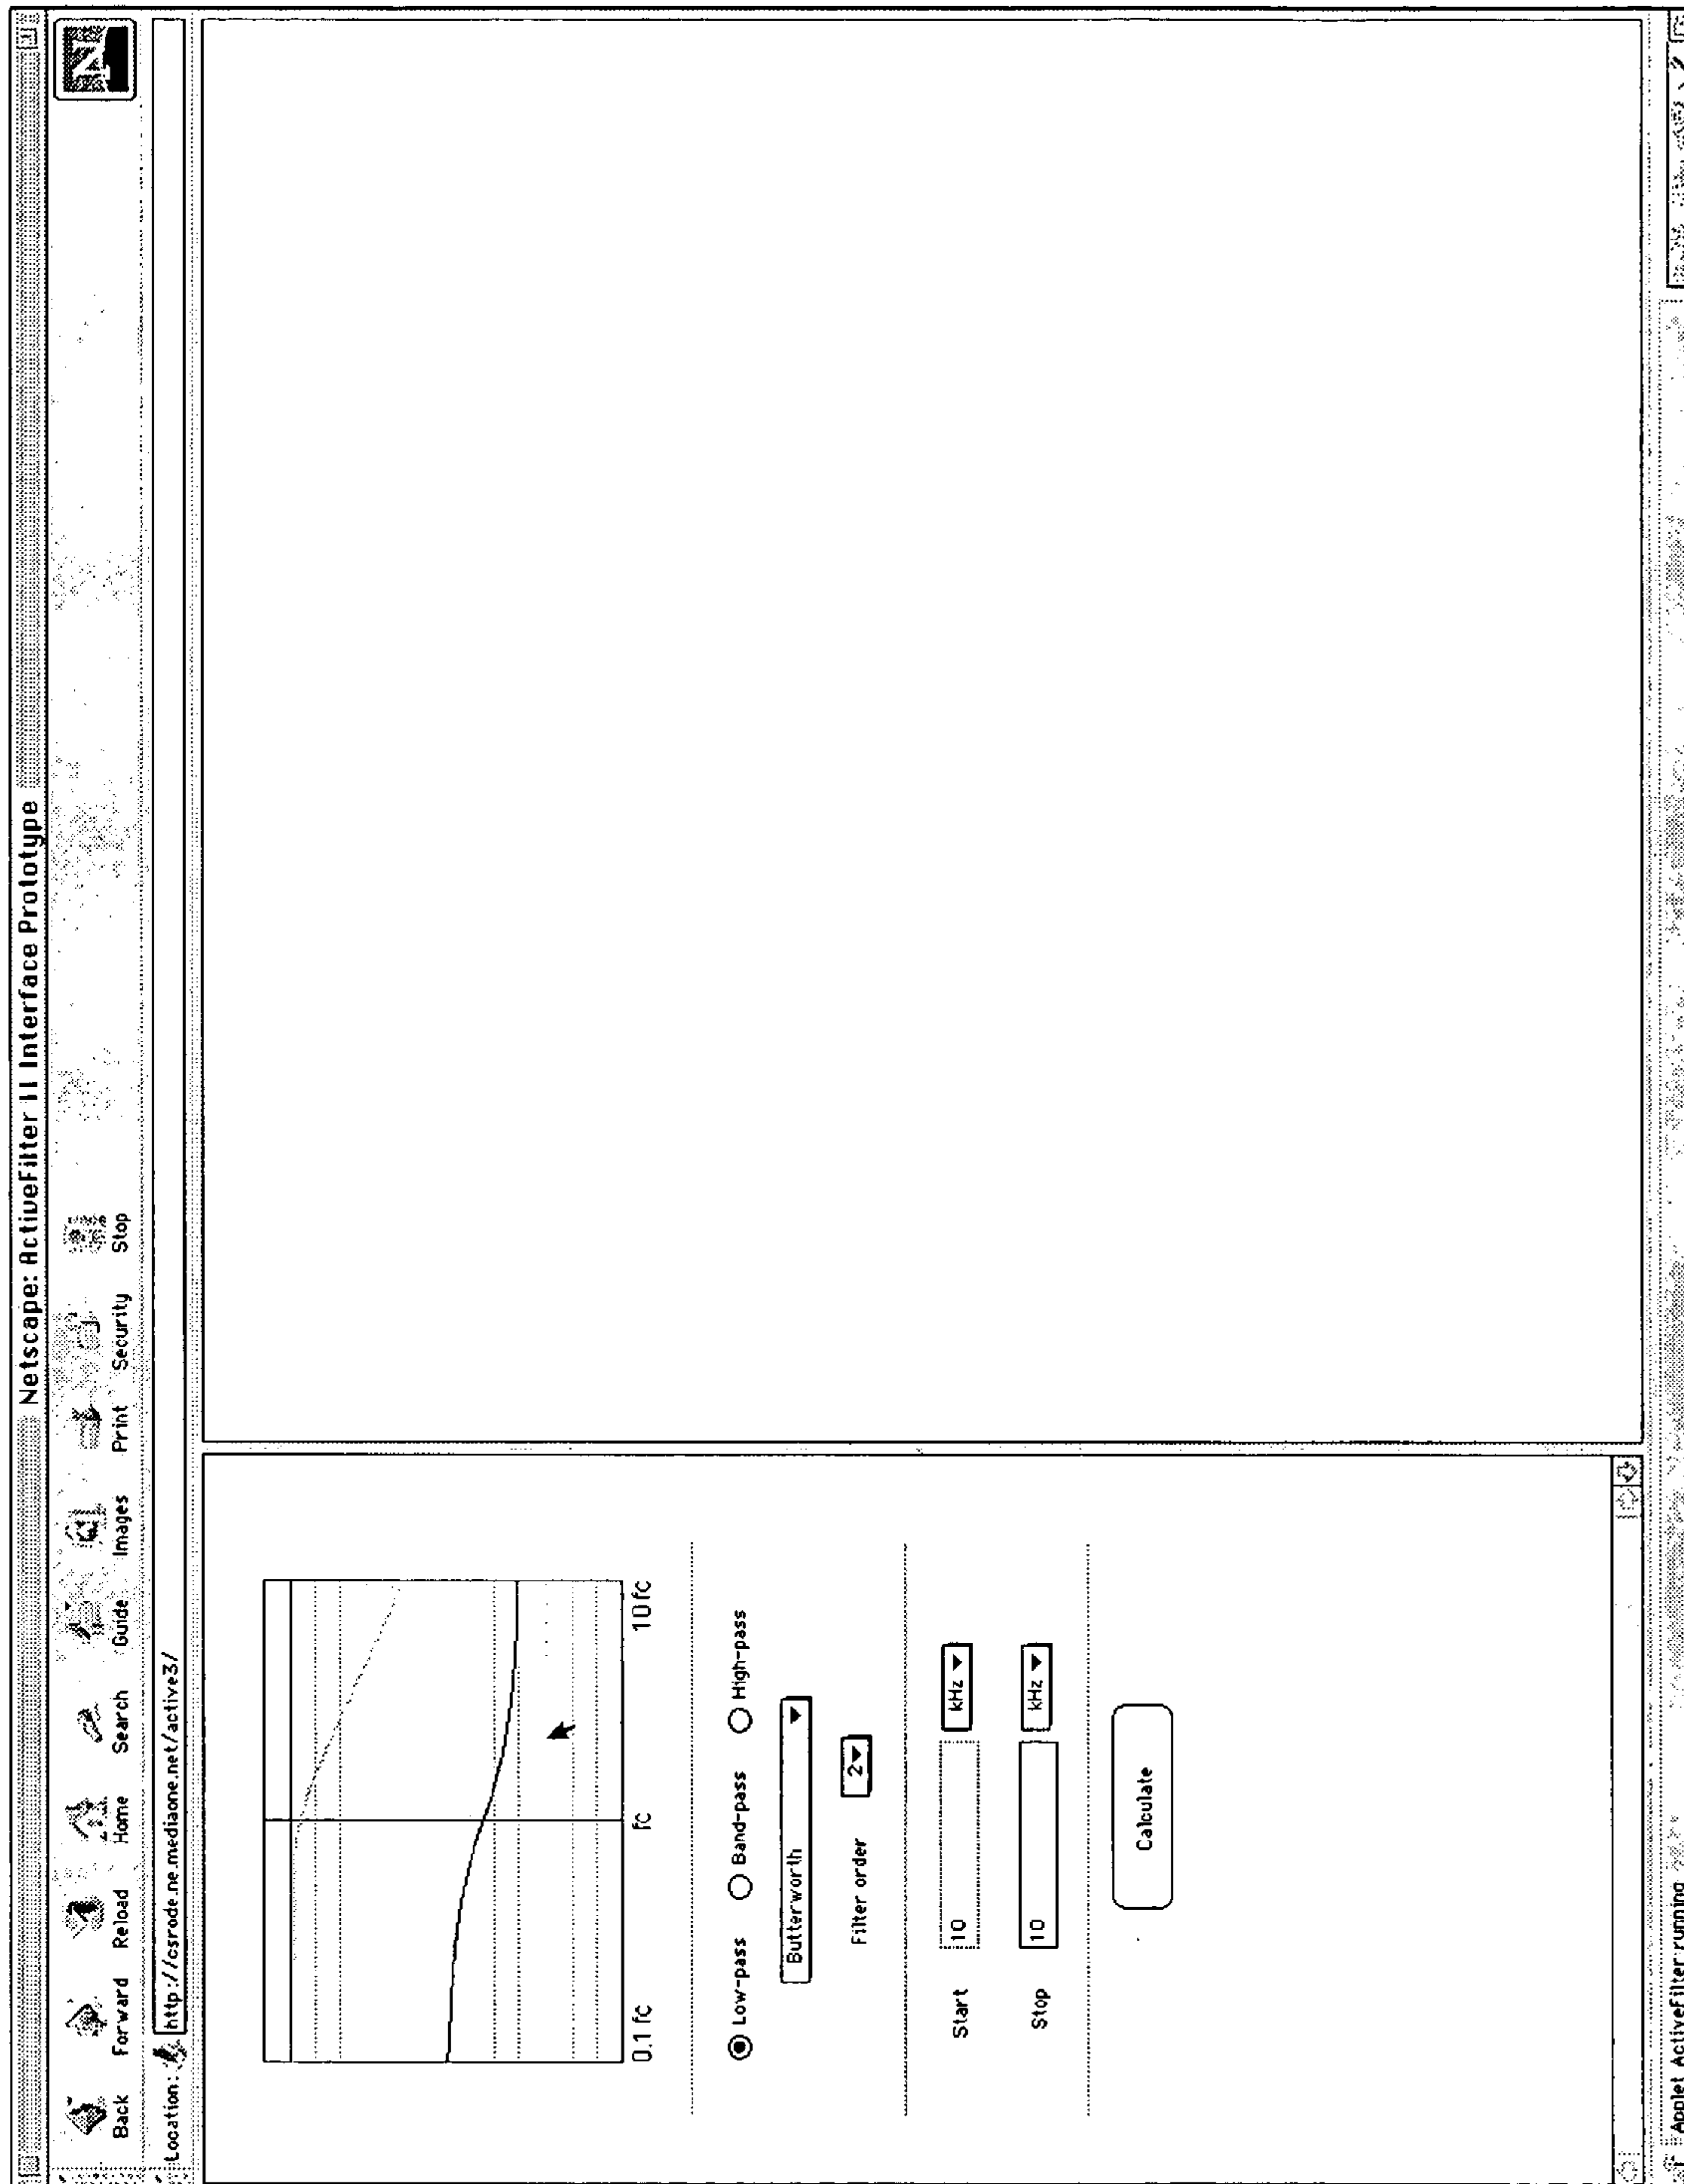 Netscape: ActiveFilter II Interface Prototype
Back Forward Reload Home Search Guide Images Print Security Stop
N
Location: http://csrode.ne.mediaone.net/active3/
0.1 fc fc 10 fc
Low-pass Band-pass High-pass
Butterworth
Filter order 2
Start 10 kHz
Stop 10 kHz
Calculate
Applet ActiveFilter running